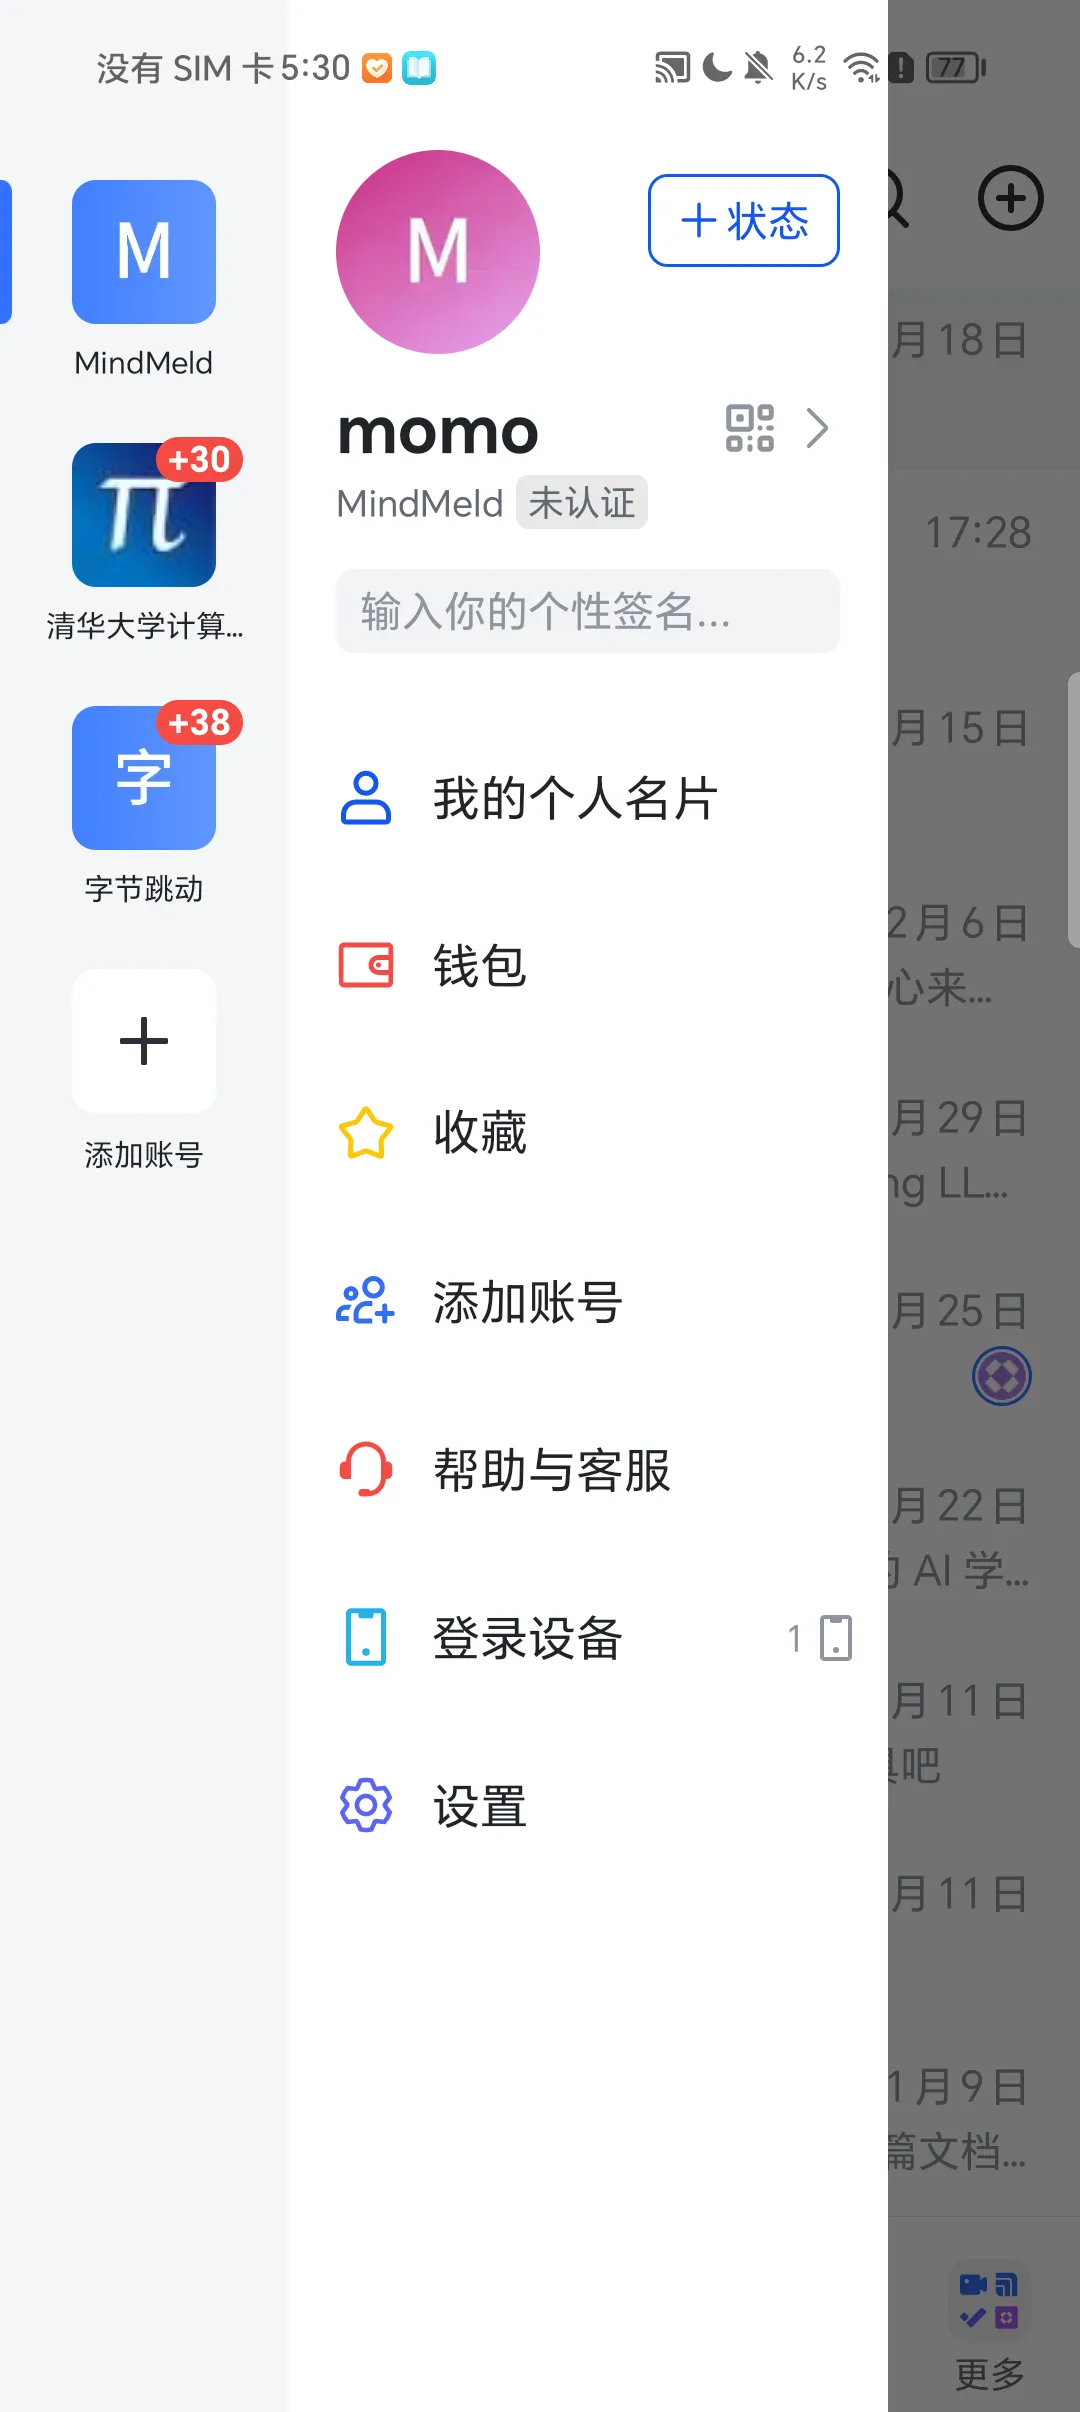 没有 SIM 卡 5:30
6.2 K/s
77
M
MindMeld
+30
清华大学计算...
+38
字
字节跳动
添加账号
M
状态
momo
MindMeld 未认证
输入你的个性签名...
我的个人名片
钱包
收藏
添加账号
帮助与客服
登录设备 1
设置
月18日
17:28
月15日
2月6日
心来...
月29日
ng LL...
月25日
月22日
AI 学...
月11日
吧
月11日
1月9日
篇文档...
更多